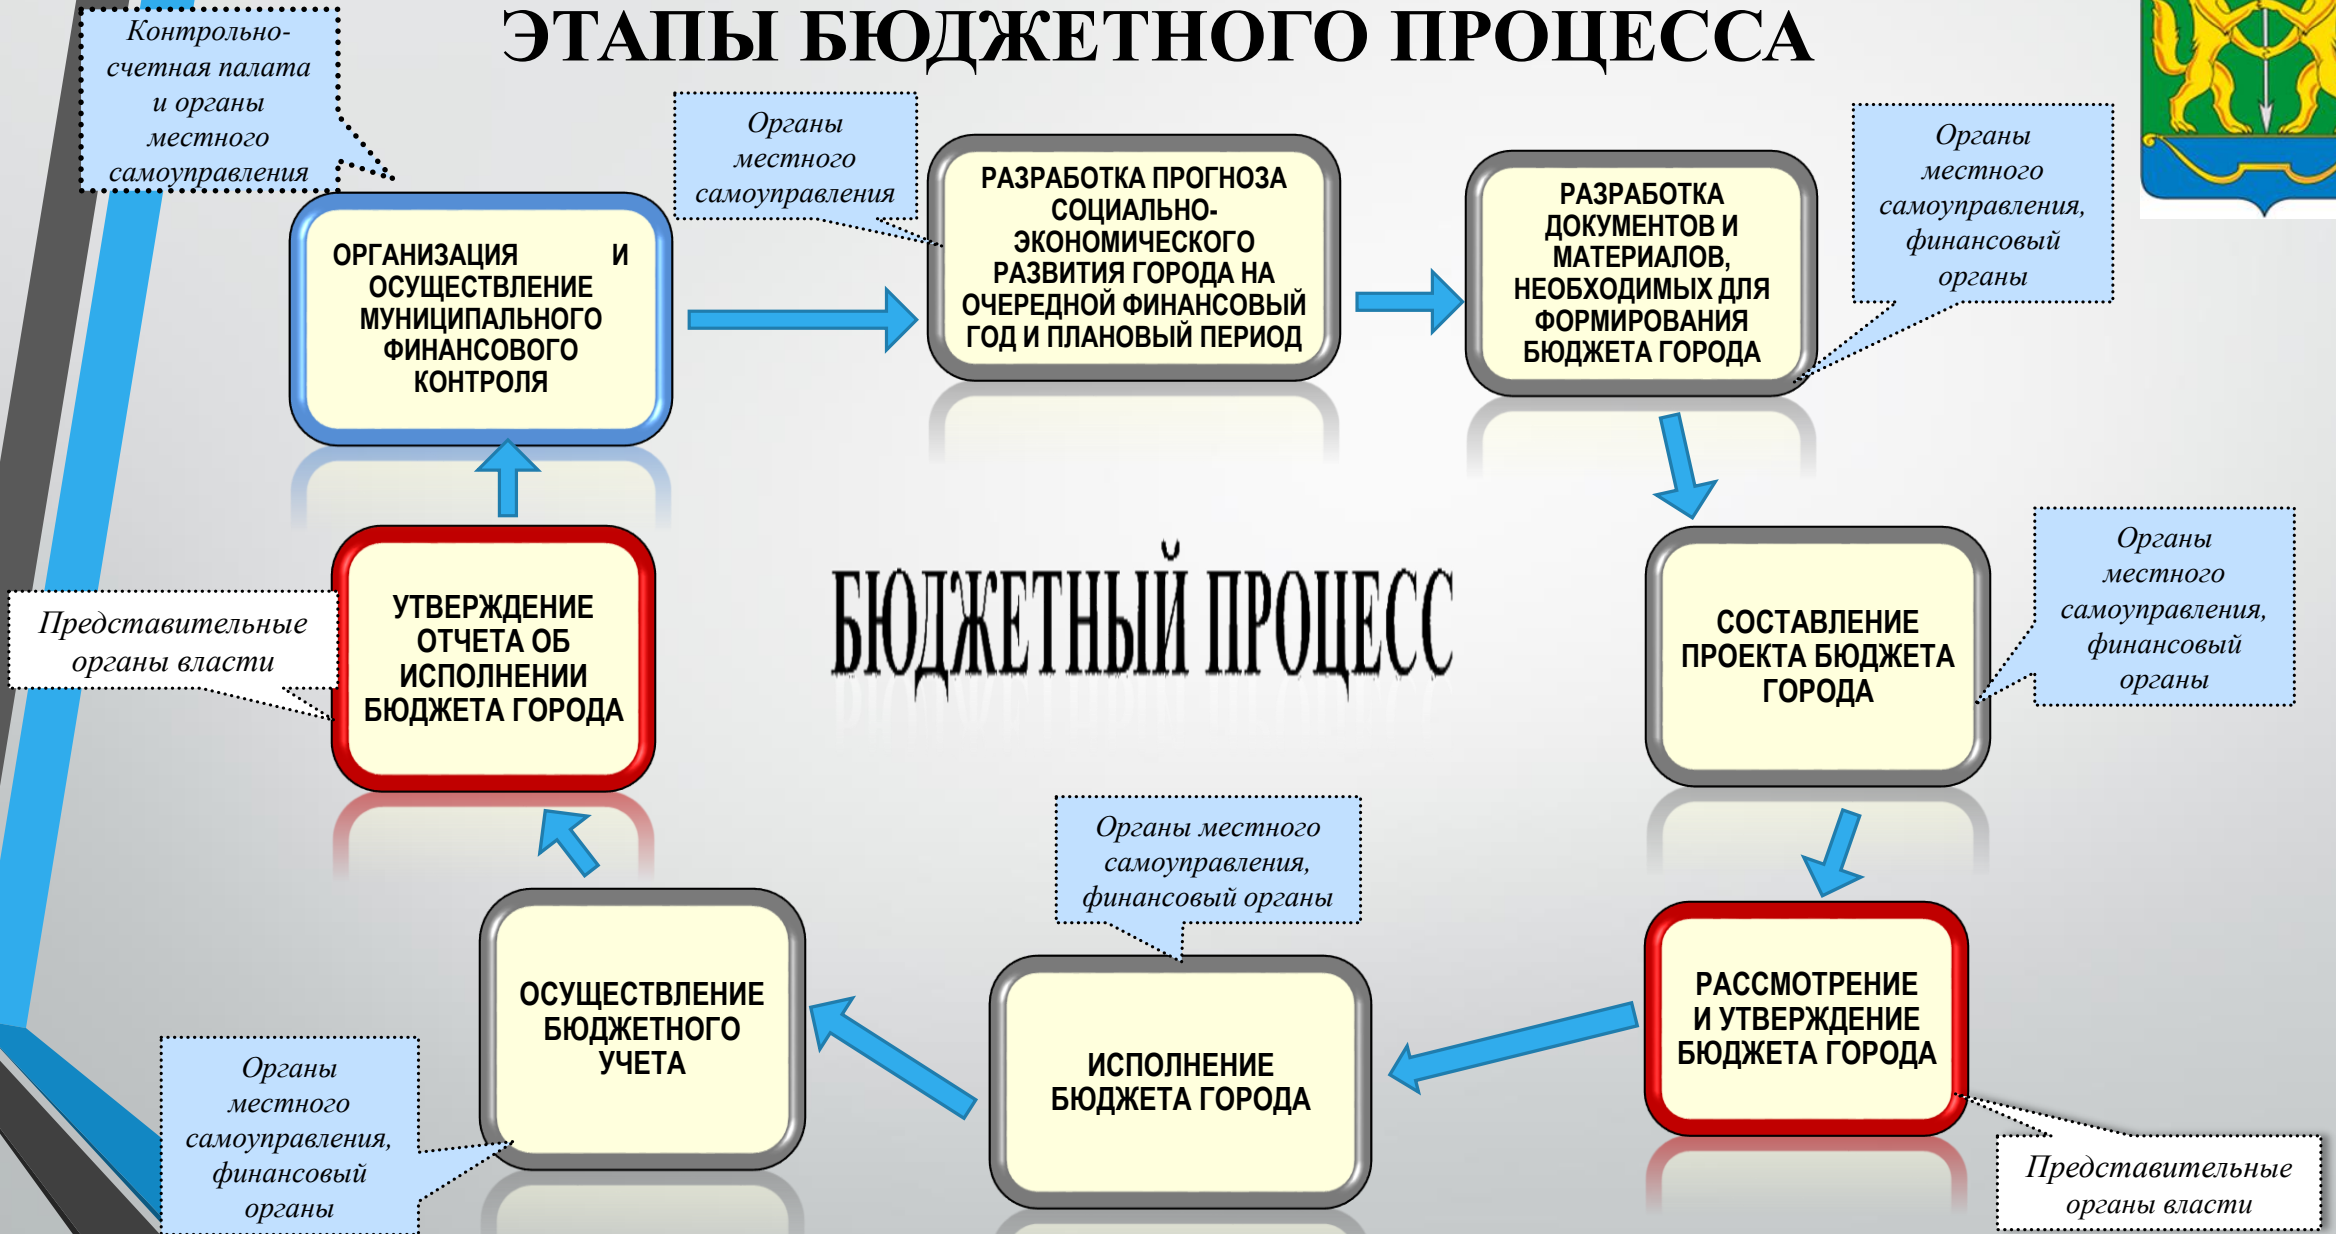 ЭТАПЫ БЮДЖЕТНОГО ПРОЦЕССА
Контрольно-
счетная палата
и органы
местного
самоуправления
ОРГАНИЗАЦИЯ И
ОСУЩЕСТВЛЕНИЕ
МУНИЦИПАЛЬНОГО
ФИНАНСОВОГО
КОНТРОЛЯ
Органы
местного
самоуправления
РАЗРАБОТКА ПРОГНОЗА
СОЦИАЛЬНО-
ЭКОНОМИЧЕСКОГО
РАЗВИТИЯ ГОРОДА НА
ОЧЕРЕДНОЙ ФИНАНСОВЫЙ
ГОД И ПЛАНОВЫЙ ПЕРИОД
РАЗРАБОТКА
ДОКУМЕНТОВ И
МАТЕРИАЛОВ,
НЕОБХОДИМЫХ ДЛЯ
ФОРМИРОВАНИЯ
БЮДЖЕТА ГОРОДА
Органы
местного
самоуправления,
финансовый
органы
СОСТАВЛЕНИЕ
ПРОЕКТА БЮДЖЕТА
ГОРОДА
Органы
местного
самоуправления,
финансовый
органы
БЮДЖЕТНЫЙ ПРОЦЕСС
Представительные
органы власти
УТВЕРЖДЕНИЕ
ОТЧЕТА ОБ
ИСПОЛНЕНИИ
БЮДЖЕТА ГОРОДА
Органы местного
самоуправления,
финансовый органы
ИСПОЛНЕНИЕ
БЮДЖЕТА ГОРОДА
РАССМОТРЕНИЕ
И УТВЕРЖДЕНИЕ
БЮДЖЕТА ГОРОДА
Представительные
органы власти
ОСУЩЕСТВЛЕНИЕ
БЮДЖЕТНОГО
УЧЕТА
Органы
местного
самоуправления,
финансовый
органы